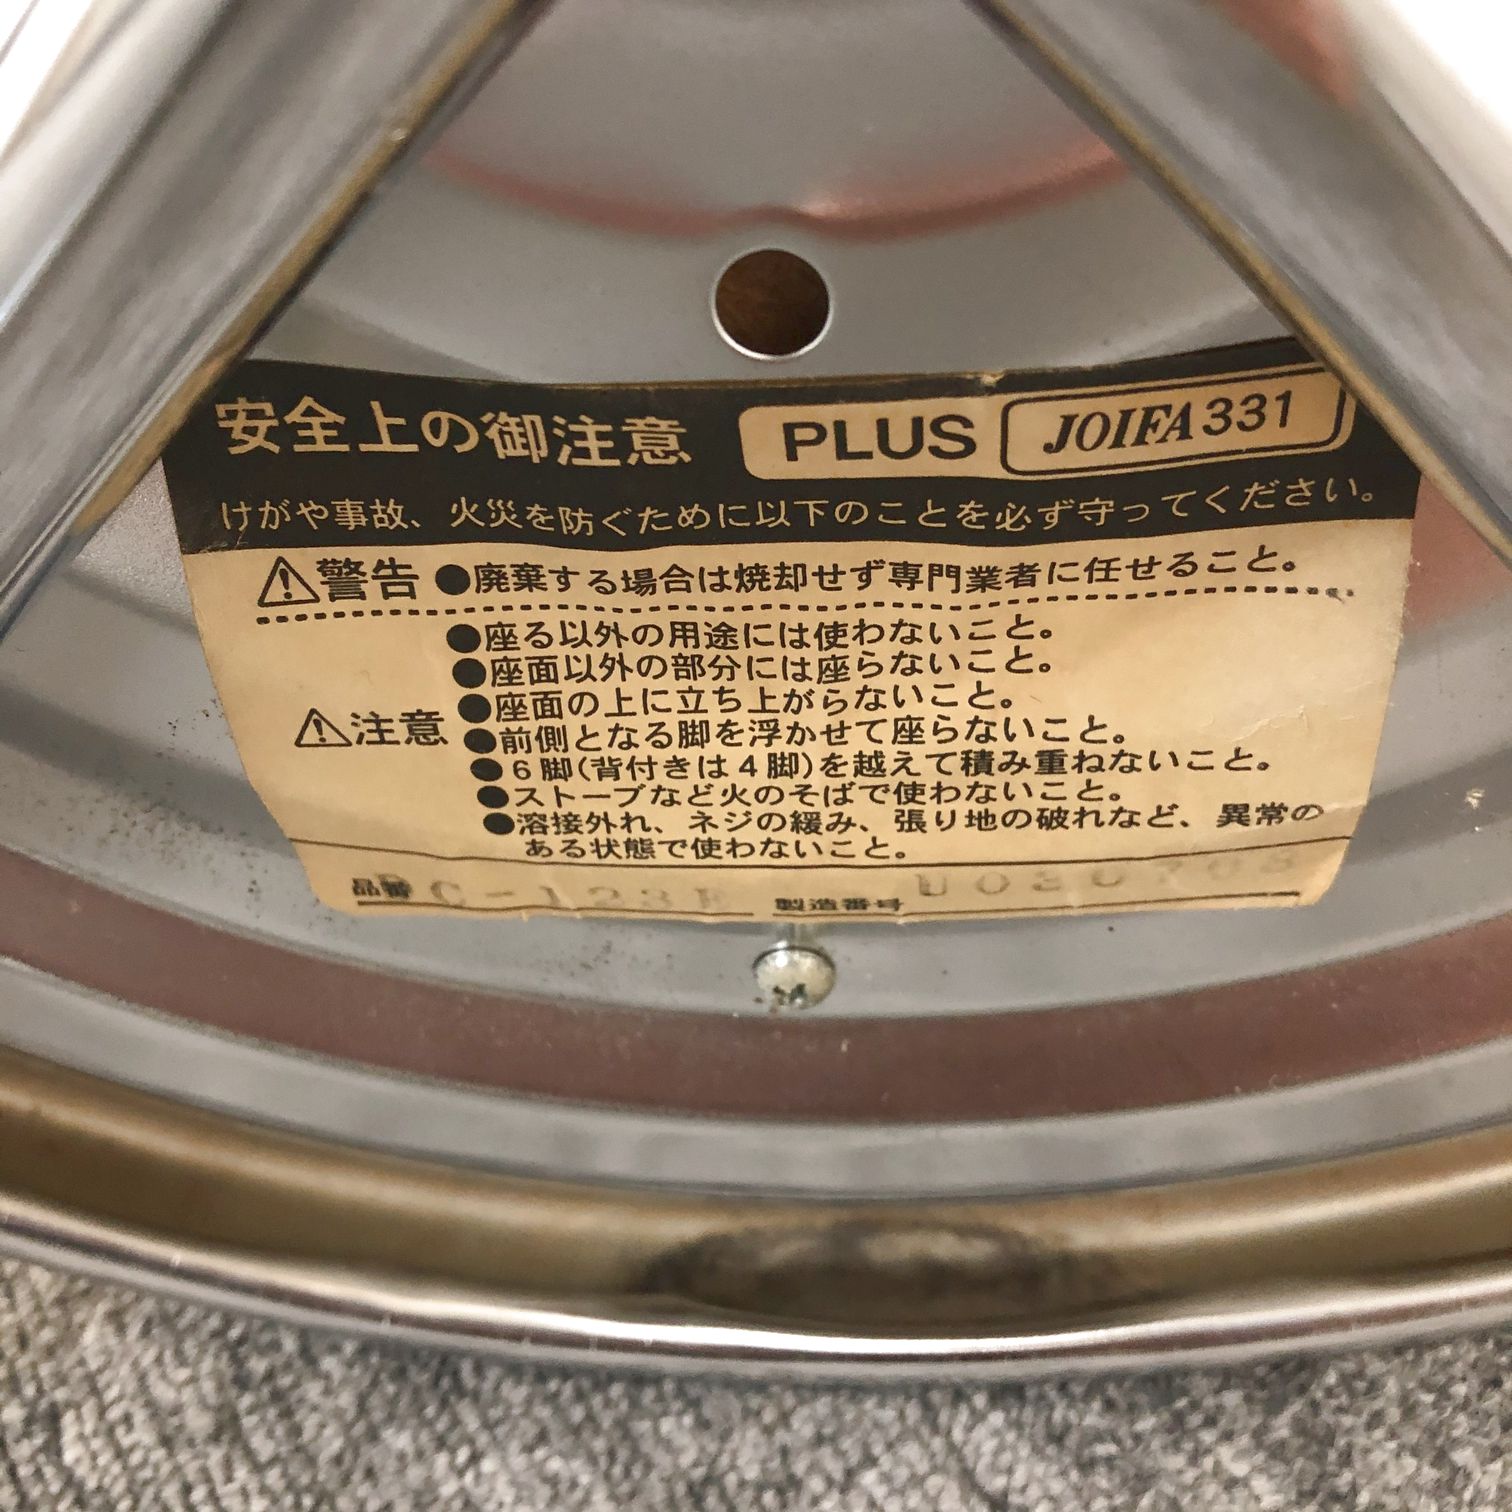 安全上の御注意 PLUS JOIFA331
けがや事故、火災を防ぐために以下のことを必ず守ってください。
⚠警告 ●廃棄する場合は焼却せず専門業者に任せること。
●座る以外の用途には使わないこと。
●座面以外の部分には座らないこと。
●座面の上に立ち上がらないこと。
⚠注意 ●前側となる脚を浮かせて座らないこと。
●6脚(背付きは4脚)を越えて積み重ねないこと。
●ストーブなど火のそばで使わないこと。
●溶接外れ、ネジの緩み、張り地の破れなど、異常の
ある状態で使わないこと。
品番 製造番号